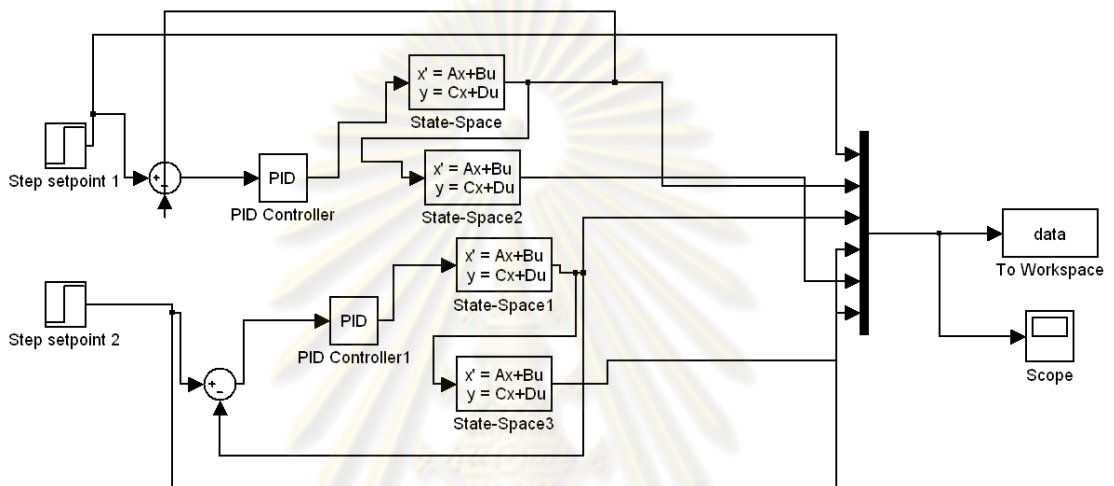 x' = Ax+Bu
y = Cx+Du
State-Space
Step setpoint 1
+
−
PID
PID Controller
x' = Ax+Bu
y = Cx+Du
State-Space2
x' = Ax+Bu
y = Cx+Du
State-Space1
data
To Workspace
Step setpoint 2
PID
PID Controller1
+
−
x' = Ax+Bu
y = Cx+Du
State-Space3
Scope